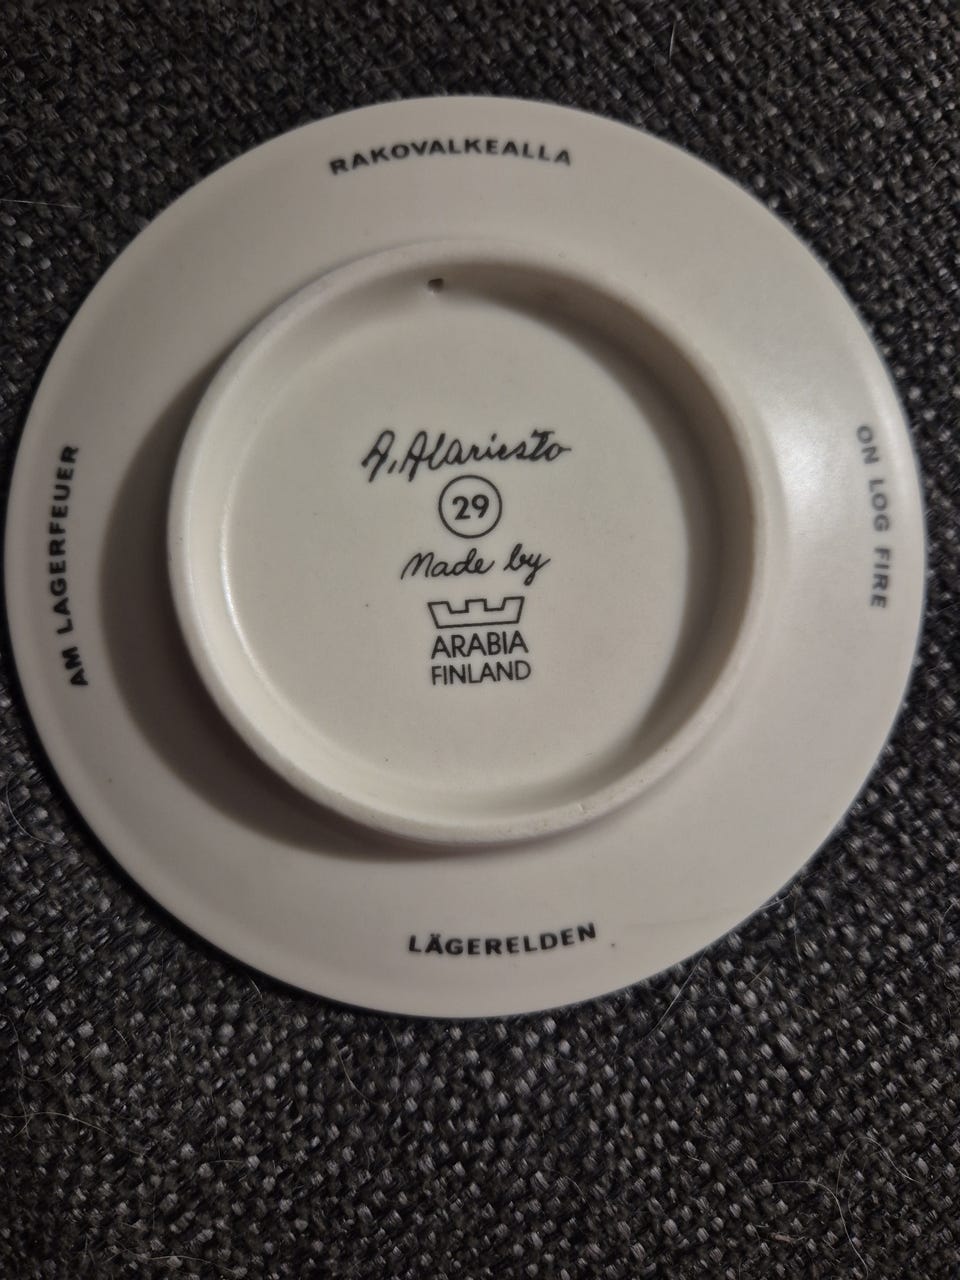 RAKOVALKEALLA
A. Alariesto
29
Made by
ARABIA
FINLAND
ON LOG FIRE
LÄGERELDEN
AM LAGERFEUER